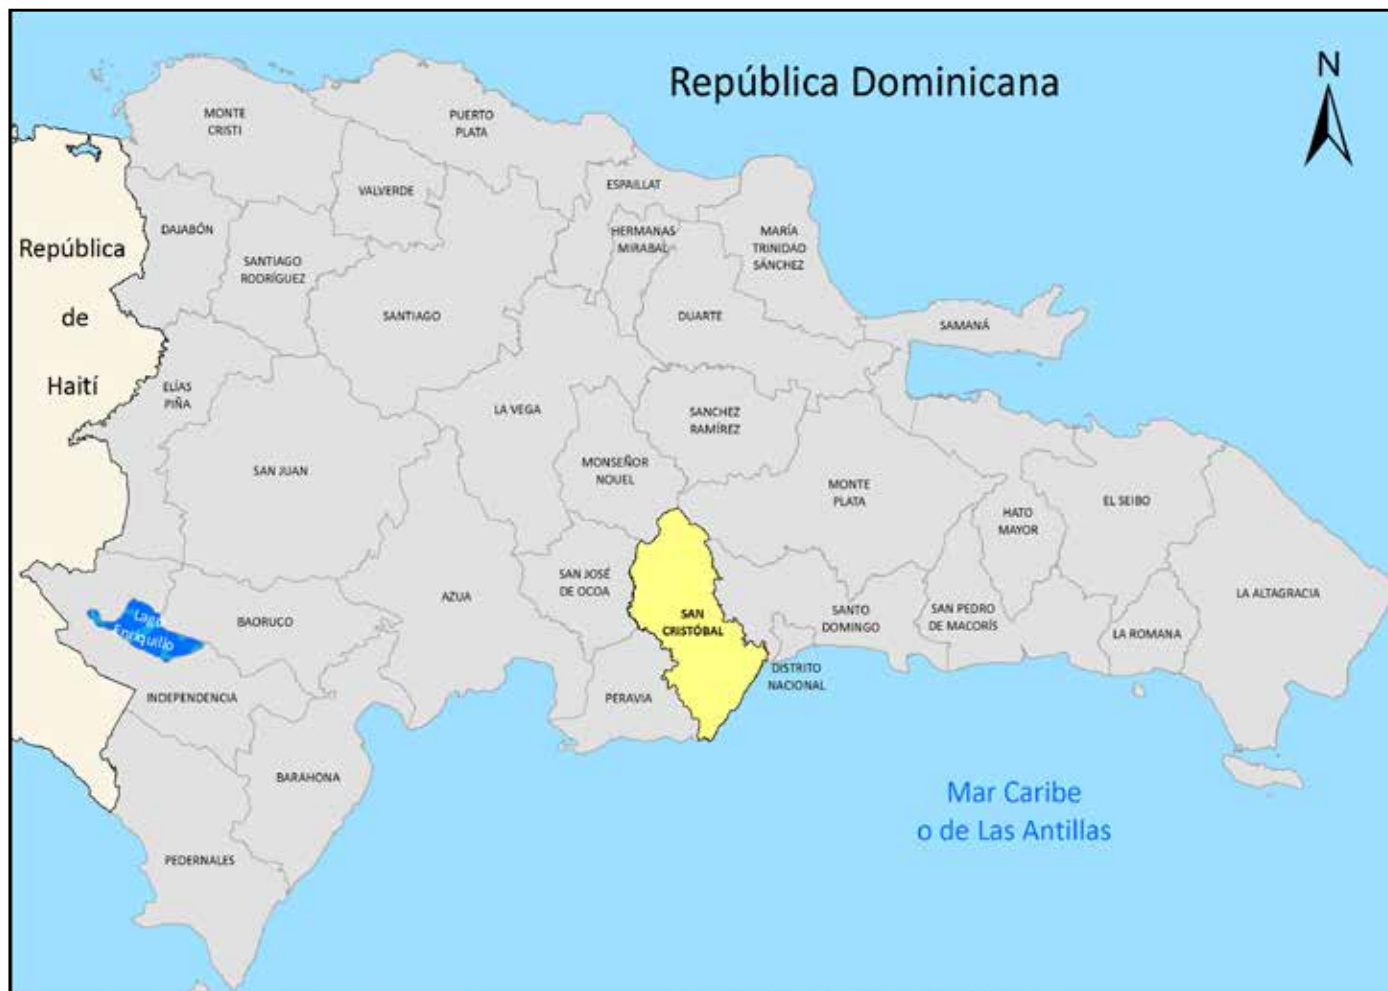 República Dominicana
N
MONTE
CRISTI
PUERTO
PLATA
ESPAILLAT
VALVERDE
HERMANAS
MIRABAL
MARÍA
TRINIDAD
SÁNCHEZ
DAJABÓN
SANTIAGO
RODRÍGUEZ
República
de
Haití
SANTIAGO
DUARTE
SAMANÁ
ELÍAS
PIÑA
LA VEGA
SANCHEZ
RAMÍREZ
SAN JUAN
MONSEÑOR
NOUEL
MONTE
PLATA
HATO
MAYOR
EL SEIBO
SAN JOSÉ
DE OCOA
AZUA
LA ALTAGRACIA
Lago
Enriquillo
BAORUCO
SAN
CRISTÓBAL
SANTO
DOMINGO
SAN PEDRO
DE MACORÍS
LA ROMANA
INDEPENDENCIA
PERAVIA
DISTRITO
NACIONAL
BARAHONA
Mar Caribe
o de Las Antillas
PEDERNALES